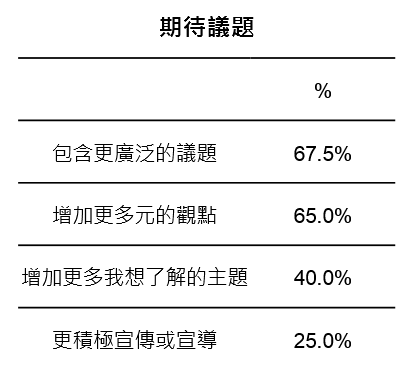 期待議題
%
包含更廣泛的議題 67.5%
增加更多元的觀點 65.0%
增加更多我想了解的主題 40.0%
更積極宣傳或宣導 25.0%